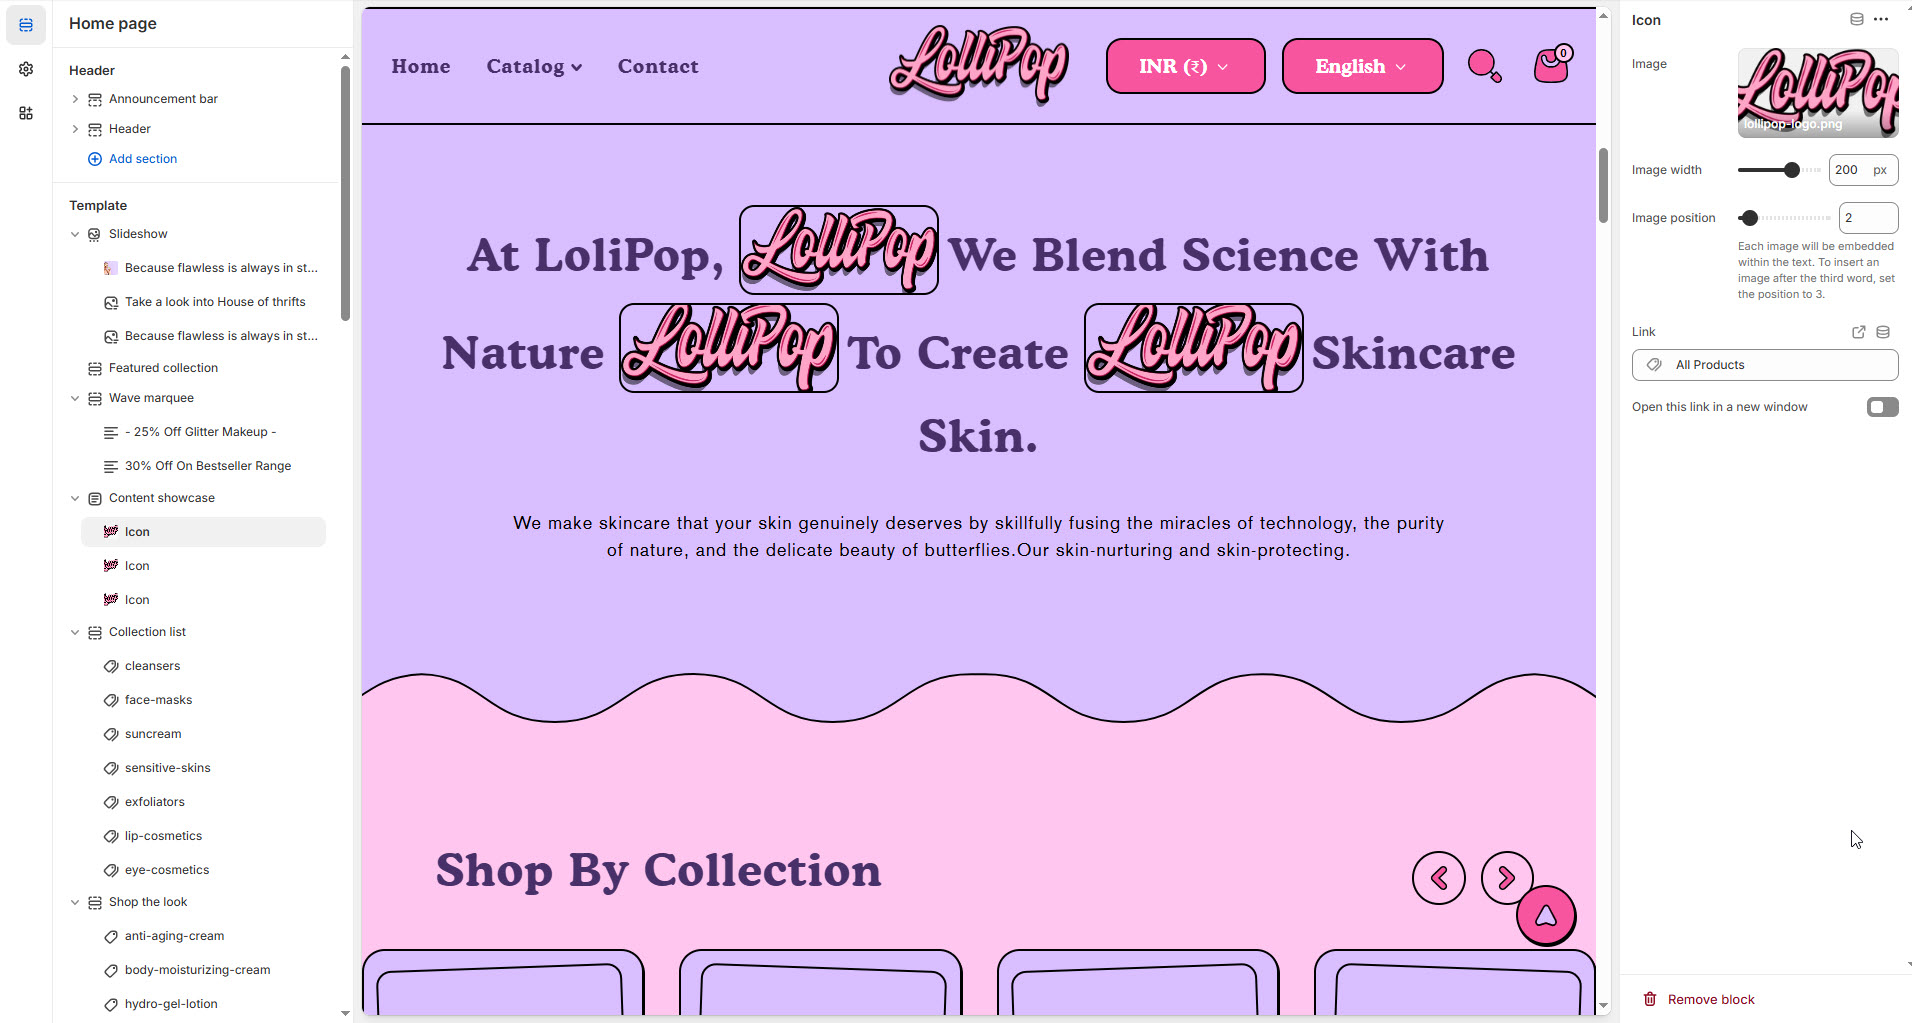 Home page
Header
Announcement bar
Header
Add section
Template
Slideshow
Because flawless is always in st...
Take a look into House of thrifts
Because flawless is always in st...
Featured collection
Wave marquee
- 25% Off Glitter Makeup -
30% Off On Bestseller Range
Content showcase
Icon
Icon
Icon
Collection list
cleansers
face-masks
suncream
sensitive-skins
exfoliators
lip-cosmetics
eye-cosmetics
Shop the look
anti-aging-cream
body-moisturizing-cream
hydro-gel-lotion
Home Catalog Contact
LolliPop
INR (₹) English 0
At LoliPop, LolliPop We Blend Science With
Nature LolliPop To Create LolliPop Skincare
Skin.
We make skincare that your skin genuinely deserves by skillfully fusing the miracles of technology, the purity
of nature, and the delicate beauty of butterflies.Our skin-nurturing and skin-protecting.
Shop By Collection
Icon
Image
LolliPop
lollipop-logo.png
Image width 200 px
Image position 2
Each image will be embedded
within the text. To insert an
image after the third word, set
the position to 3.
Link
All Products
Open this link in a new window
Remove block